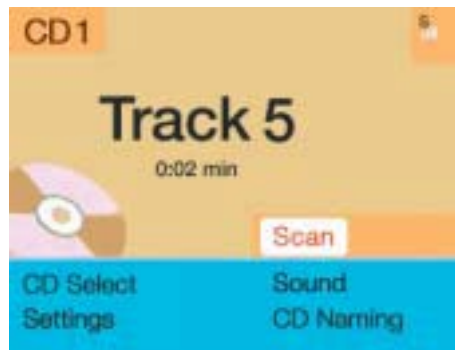 CD 1
S
Track 5
0:02 min
Scan
CD Select
Sound
Settings
CD Naming